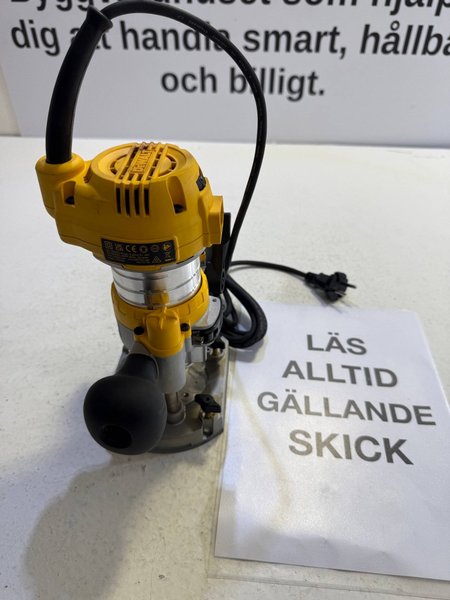 dig att handla smart, hållba
och billigt.
LÄS
ALLTID
GÄLLANDE
SKICK